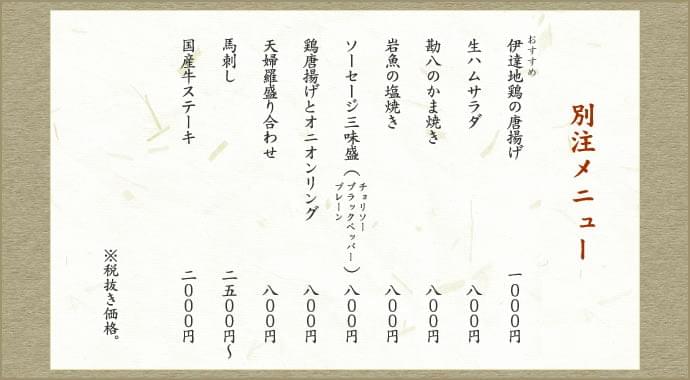 別注メニュー
おすすめ
伊達地鶏の唐揚げ 一〇〇〇円
生ハムサラダ 八〇〇円
勘八のかま焼き 八〇〇円
岩魚の塩焼き 八〇〇円
ソーセージ三味盛（チョリソー
ブラックペッパー
プレーン） 八〇〇円
鶏唐揚げとオニオンリング 八〇〇円
天婦羅盛り合わせ 八〇〇円
馬刺し 二五〇〇円〜
国産牛ステーキ 二〇〇〇円
※税抜き価格。